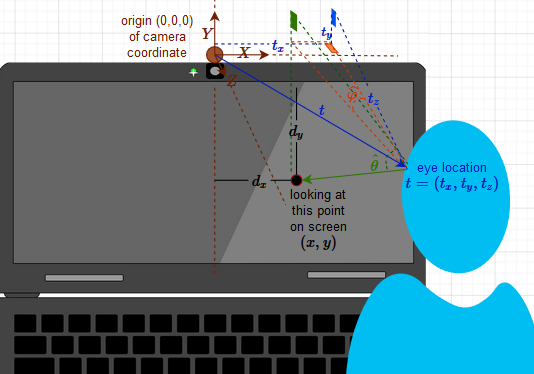 origin (0,0,0)
of camera
coordinate
Y
X
Z
t_x
t_y
t_z
t
φ̂
d_y
d_x
θ̂
eye location
t = (t_x, t_y, t_z)
looking at
this point
on screen
(x, y)